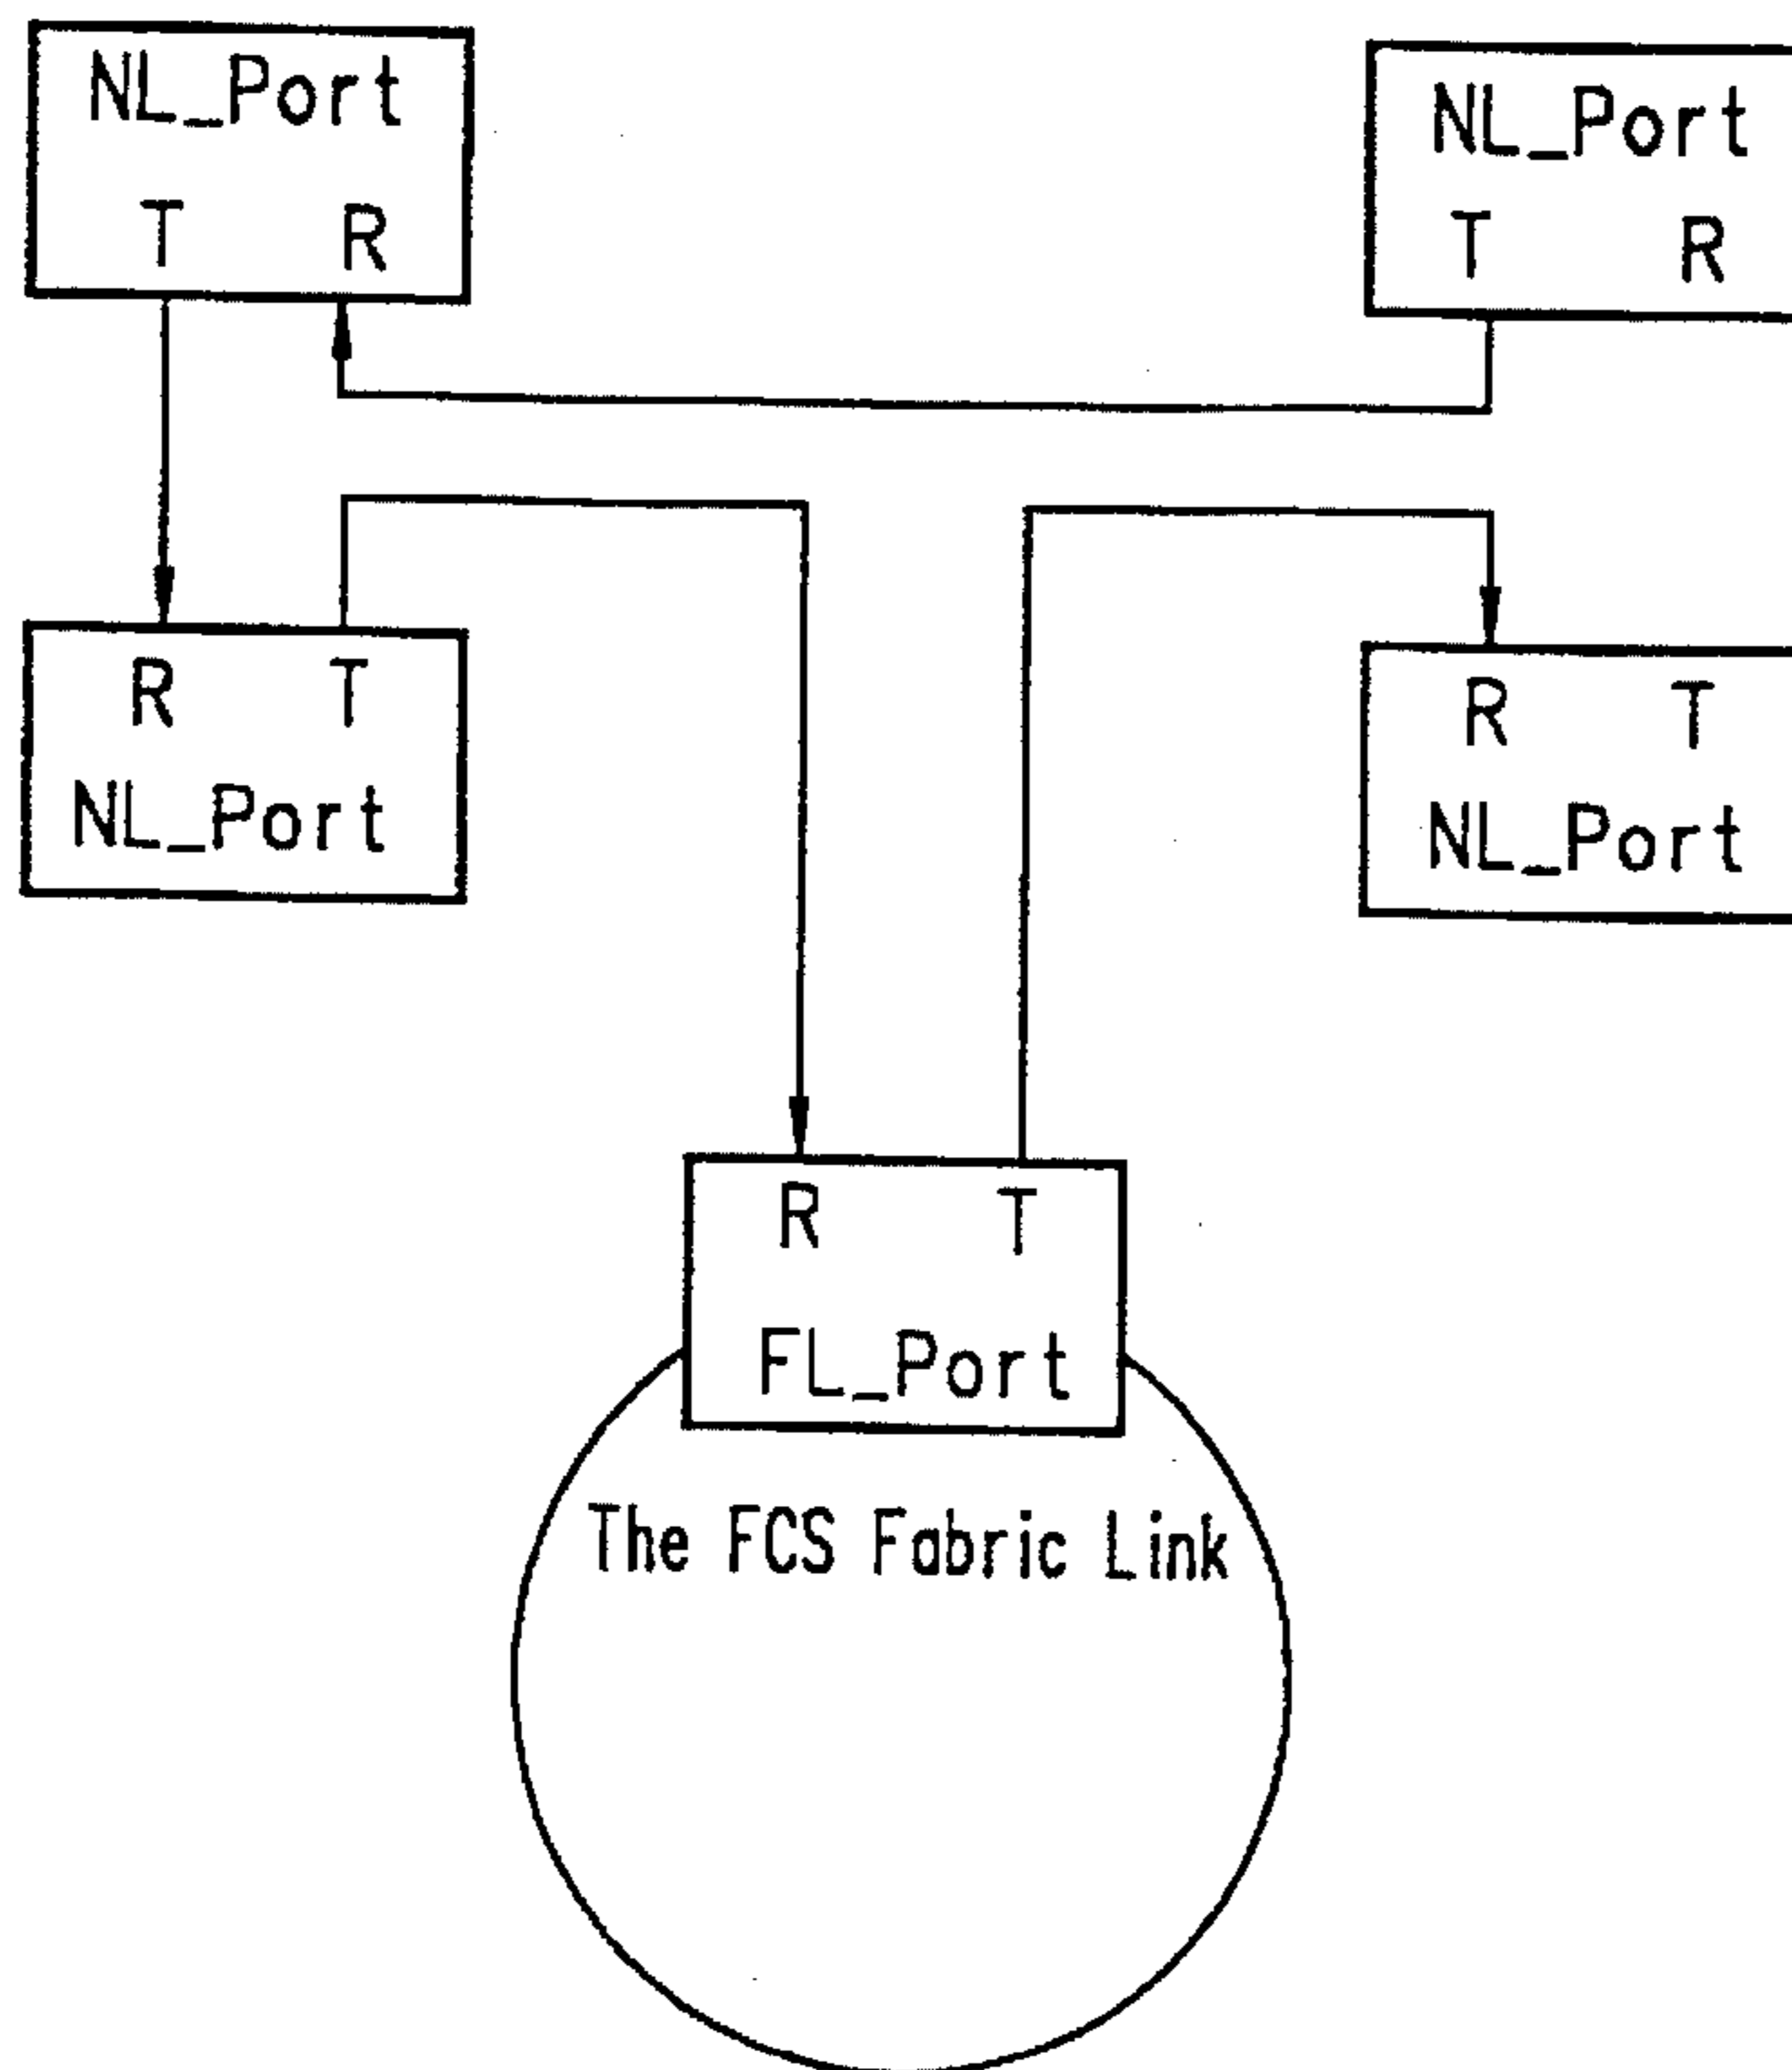 NL_Port
T R
NL_Port
T R
R T
NL_Port
R T
NL_Port
R T
FL_Port
The FCS Fabric Link